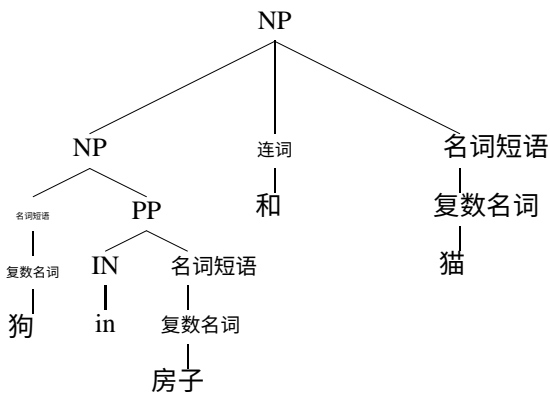 NP
NP 连词 名词短语
名词短语 PP 和 复数名词
复数名词 IN 名词短语 猫
狗 in 复数名词
房子